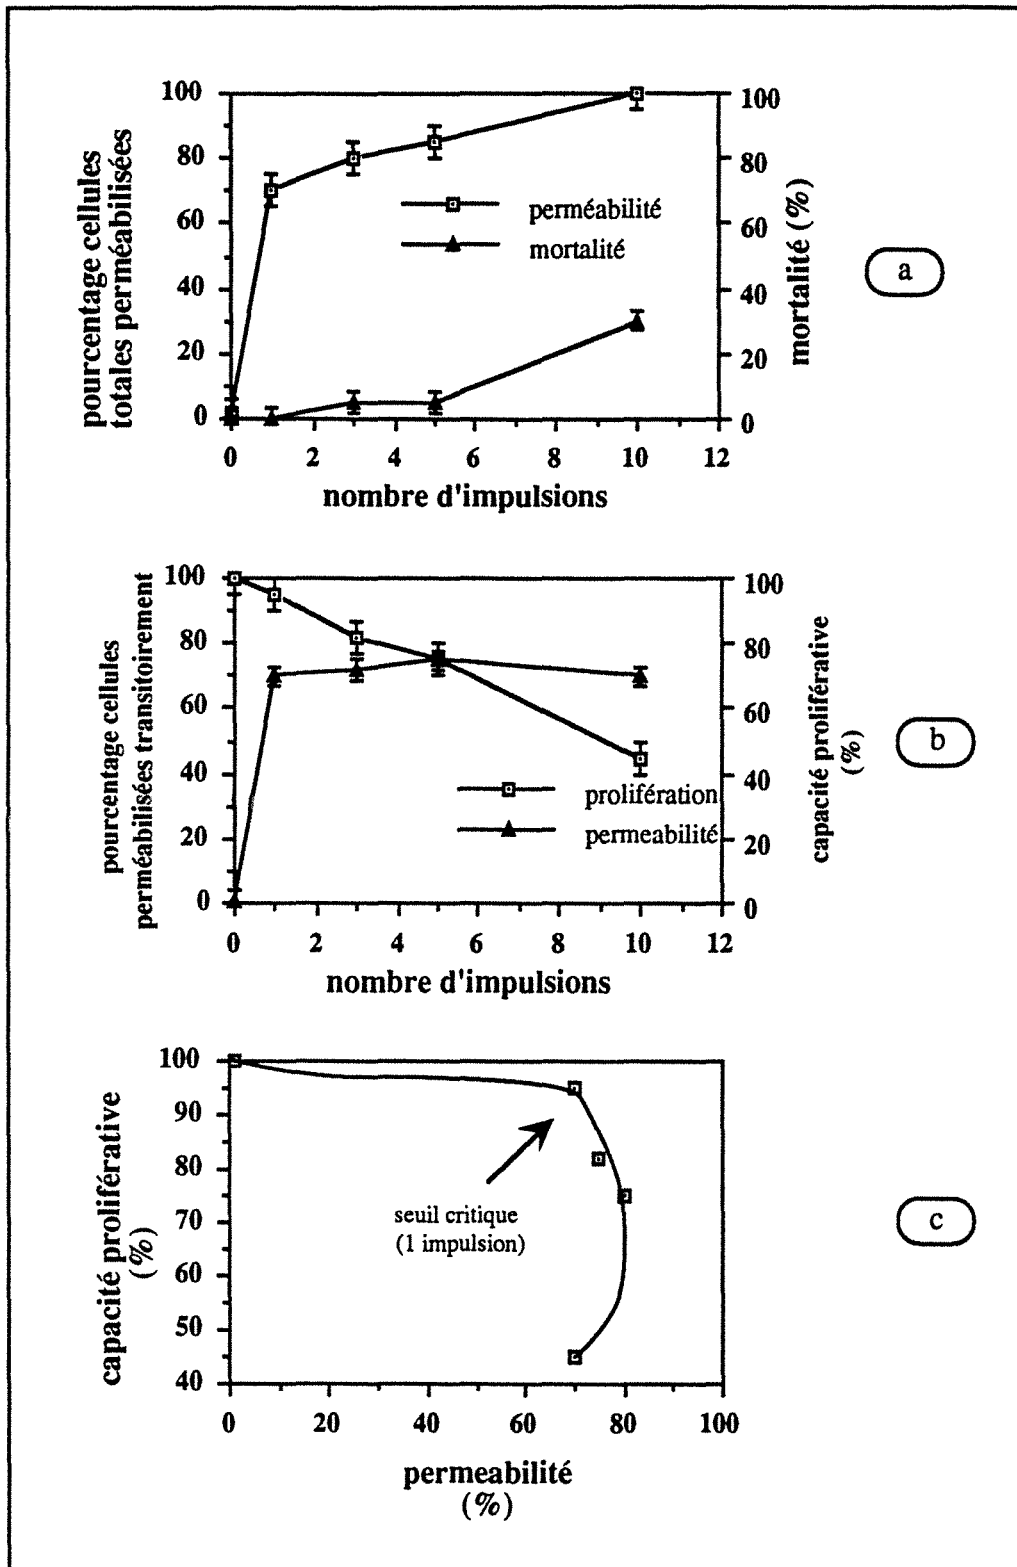 pourcentage cellules
totales perméabilisées
100
80
60
40
20
0
perméabilité
mortalité
100
80
60
40
20
0
mortalité (%)
a
0 2 4 6 8 10 12
nombre d'impulsions
pourcentage cellules
perméabilisées transitoirement
100
80
60
40
20
0
prolifération
permeabilité
100
80
60
40
20
0
capacité proliférative
(%)
b
0 2 4 6 8 10 12
nombre d'impulsions
capacité proliférative
(%)
100
90
80
70
60
50
40
seuil critique
(1 impulsion)
c
0 20 40 60 80 100
permeabilité
(%)